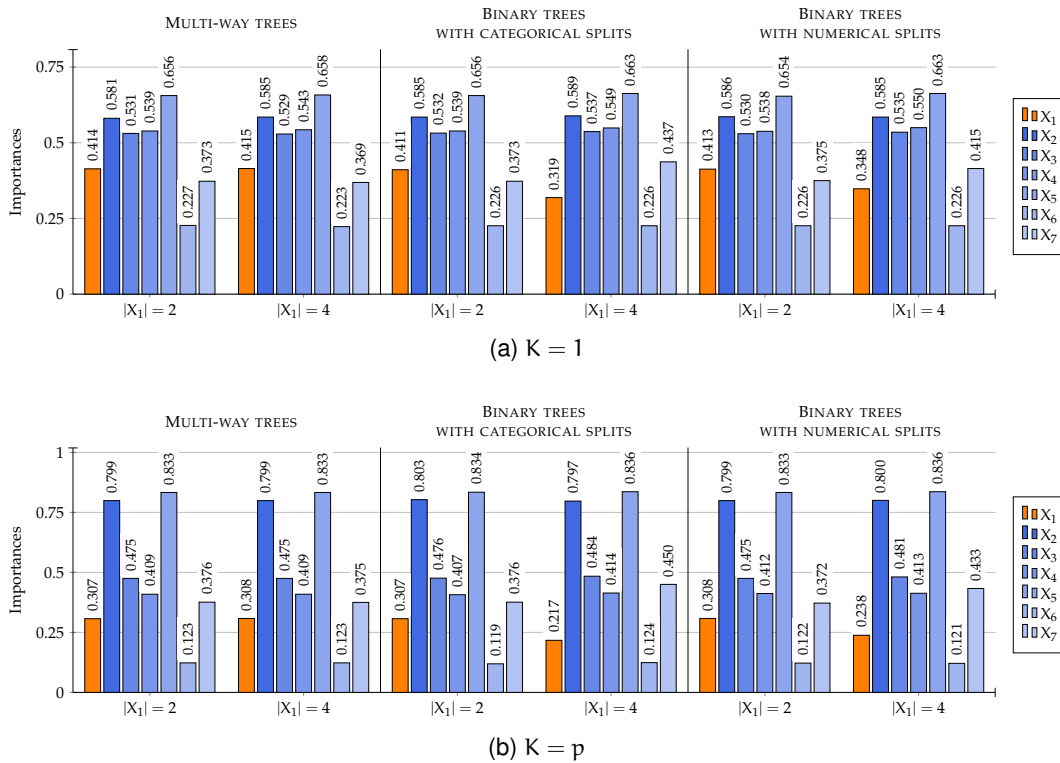 MULTI-WAY TREES
BINARY TREES
WITH CATEGORICAL SPLITS
BINARY TREES
WITH NUMERICAL SPLITS
Importances
0.75
0.5
0.25
0
0.414 0.581 0.531 0.539 0.656 0.227 0.373
0.415 0.585 0.529 0.543 0.658 0.223 0.369
0.411 0.585 0.532 0.539 0.656 0.226 0.373
0.319 0.589 0.537 0.549 0.663 0.226 0.437
0.413 0.586 0.530 0.538 0.654 0.226 0.375
0.348 0.585 0.535 0.550 0.663 0.226 0.415
|X₁| = 2 |X₁| = 4 |X₁| = 2 |X₁| = 4 |X₁| = 2 |X₁| = 4
X₁
X₂
X₃
X₄
X₅
X₆
X₇
(a) K = 1
MULTI-WAY TREES
BINARY TREES
WITH CATEGORICAL SPLITS
BINARY TREES
WITH NUMERICAL SPLITS
Importances
1
0.75
0.5
0.25
0
0.307 0.799 0.475 0.409 0.833 0.123 0.376
0.308 0.799 0.475 0.409 0.833 0.123 0.375
0.307 0.803 0.476 0.407 0.834 0.119 0.376
0.217 0.797 0.484 0.414 0.836 0.124 0.450
0.308 0.799 0.475 0.412 0.833 0.122 0.372
0.238 0.800 0.481 0.413 0.836 0.121 0.433
|X₁| = 2 |X₁| = 4 |X₁| = 2 |X₁| = 4 |X₁| = 2 |X₁| = 4
X₁
X₂
X₃
X₄
X₅
X₆
X₇
(b) K = p